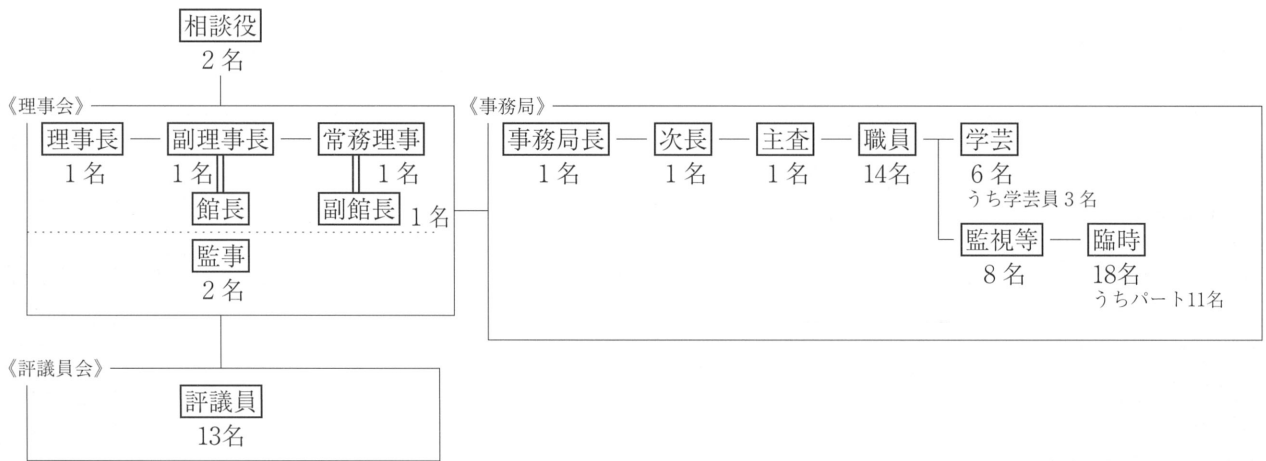 相談役
2名
《理事会》
理事長 副理事長 常務理事
1名 1名 1名
館長 副館長 1名
監事
2名
《事務局》
事務局長 次長 主査 職員 学芸
1名 1名 1名 14名 6名
うち学芸員3名
監視等 臨時
8名 18名
うちパート11名
《評議員会》
評議員
13名